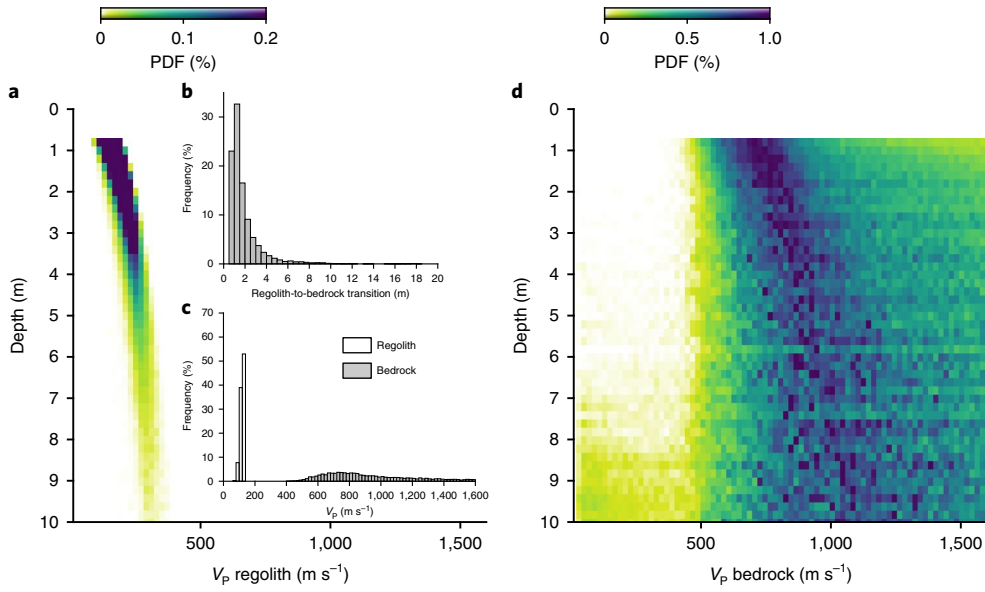 0 0.1 0.2
PDF (%)
0 0.5 1.0
PDF (%)
a
0
1
2
3
4
5
6
7
8
9
10
Depth (m)
500 1,000 1,500
V_P regolith (m s⁻¹)
b
30
20
10
0
Frequency (%)
0 2 4 6 8 10 12 14 16 18 20
Regolith-to-bedrock transition (m)
c
70
60
50
40
30
20
10
0
Frequency (%)
Regolith
Bedrock
0 200 400 600 800 1,000 1,200 1,400 1,600
V_P (m s⁻¹)
d
0
1
2
3
4
5
6
7
8
9
10
Depth (m)
500 1,000 1,500
V_P bedrock (m s⁻¹)